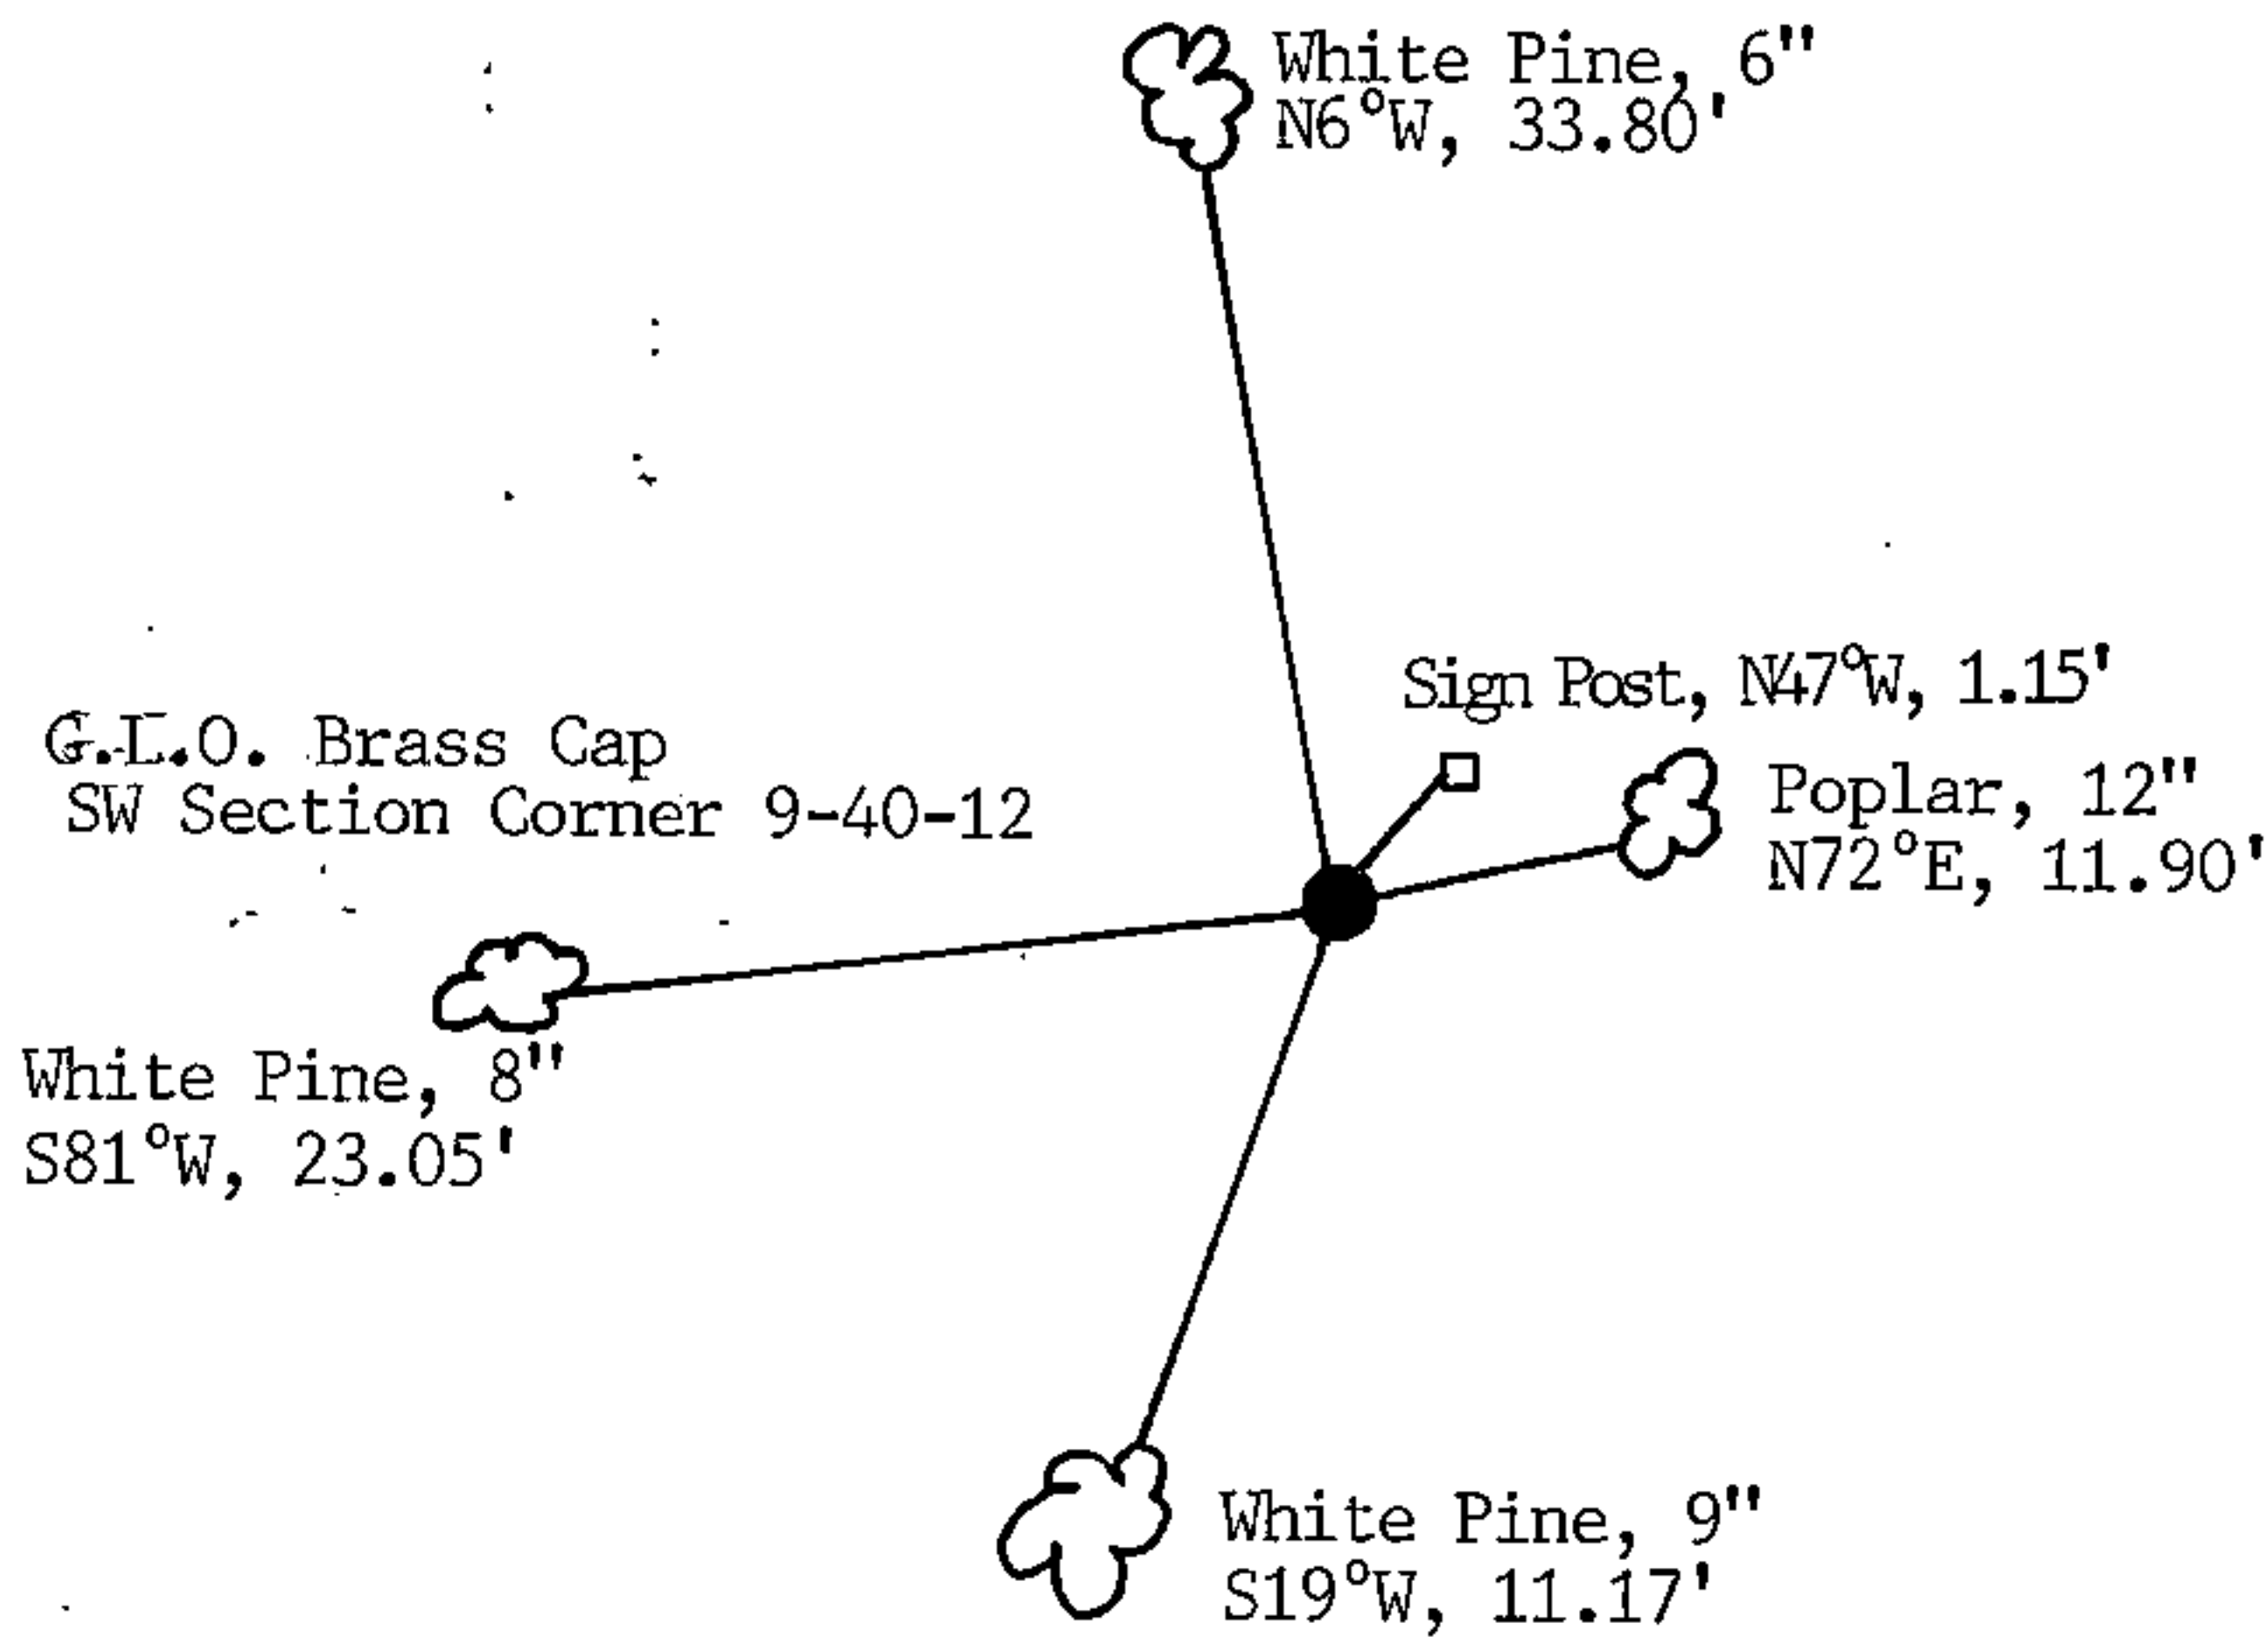 White Pine, 6"
N6°W, 33.80'
Sign Post, N47°W, 1.15'
G.L.O. Brass Cap
SW Section Corner 9-40-12
Poplar, 12"
N72°E, 11.90'
White Pine, 8"
S81°W, 23.05'
White Pine, 9"
S19°W, 11.17'